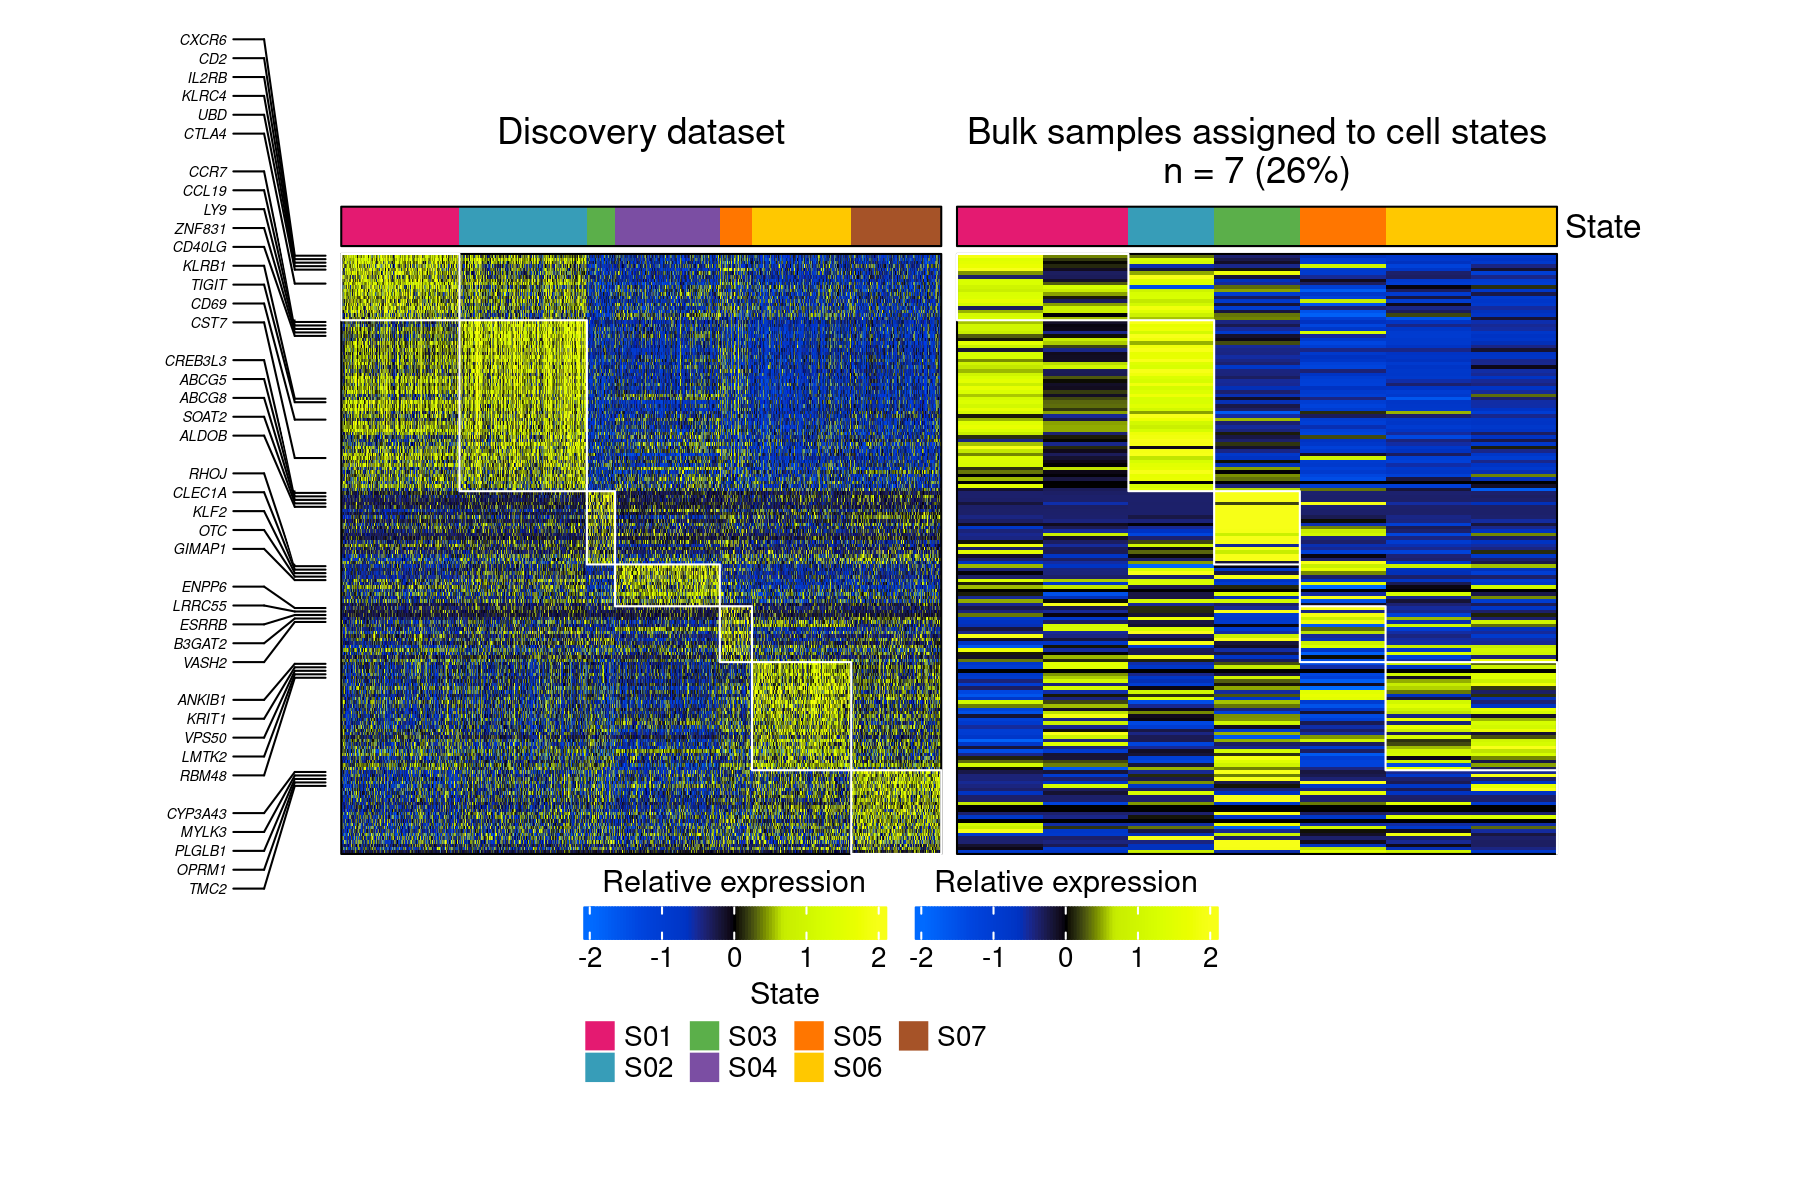 CXCR6
CD2
IL2RB
KLRC4
UBD
CTLA4
CCR7
CCL19
LY9
ZNF831
CD40LG
KLRB1
TIGIT
CD69
CST7
CREB3L3
ABCG5
ABCG8
SOAT2
ALDOB
RHOJ
CLEC1A
KLF2
OTC
GIMAP1
ENPP6
LRRC55
ESRRB
B3GAT2
VASH2
ANKIB1
KRIT1
VPS50
LMTK2
RBM48
CYP3A43
MYLK3
PLGLB1
OPRM1
TMC2
Discovery dataset
Bulk samples assigned to cell states
n = 7 (26%)
State
Relative expression
-2 -1 0 1 2
Relative expression
-2 -1 0 1 2
State
S01 S03 S05 S07
S02 S04 S06